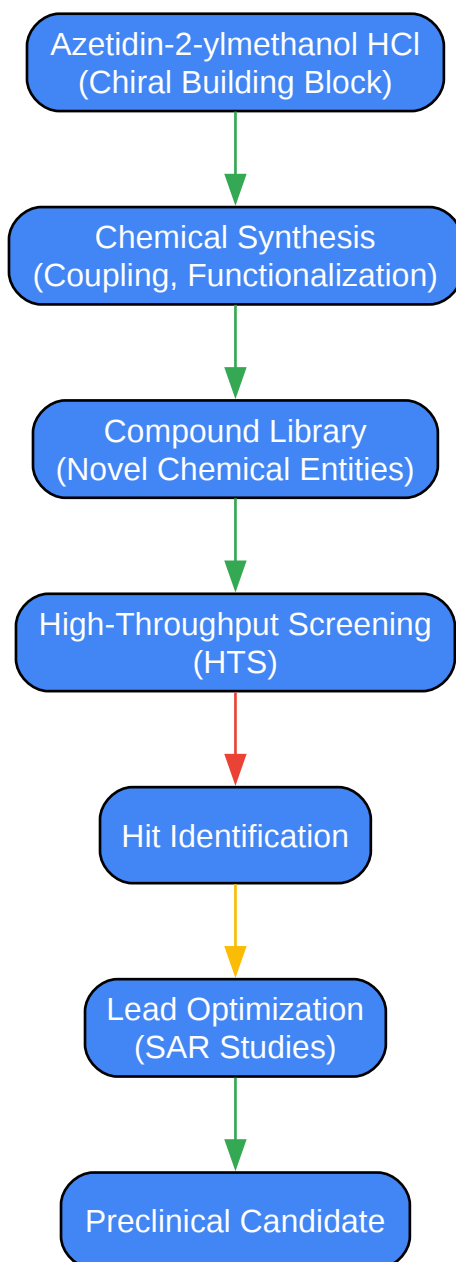 Azetidin-2-ylmethanol HCl
(Chiral Building Block)
Chemical Synthesis
(Coupling, Functionalization)
Compound Library
(Novel Chemical Entities)
High-Throughput Screening
(HTS)
Hit Identification
Lead Optimization
(SAR Studies)
Preclinical Candidate